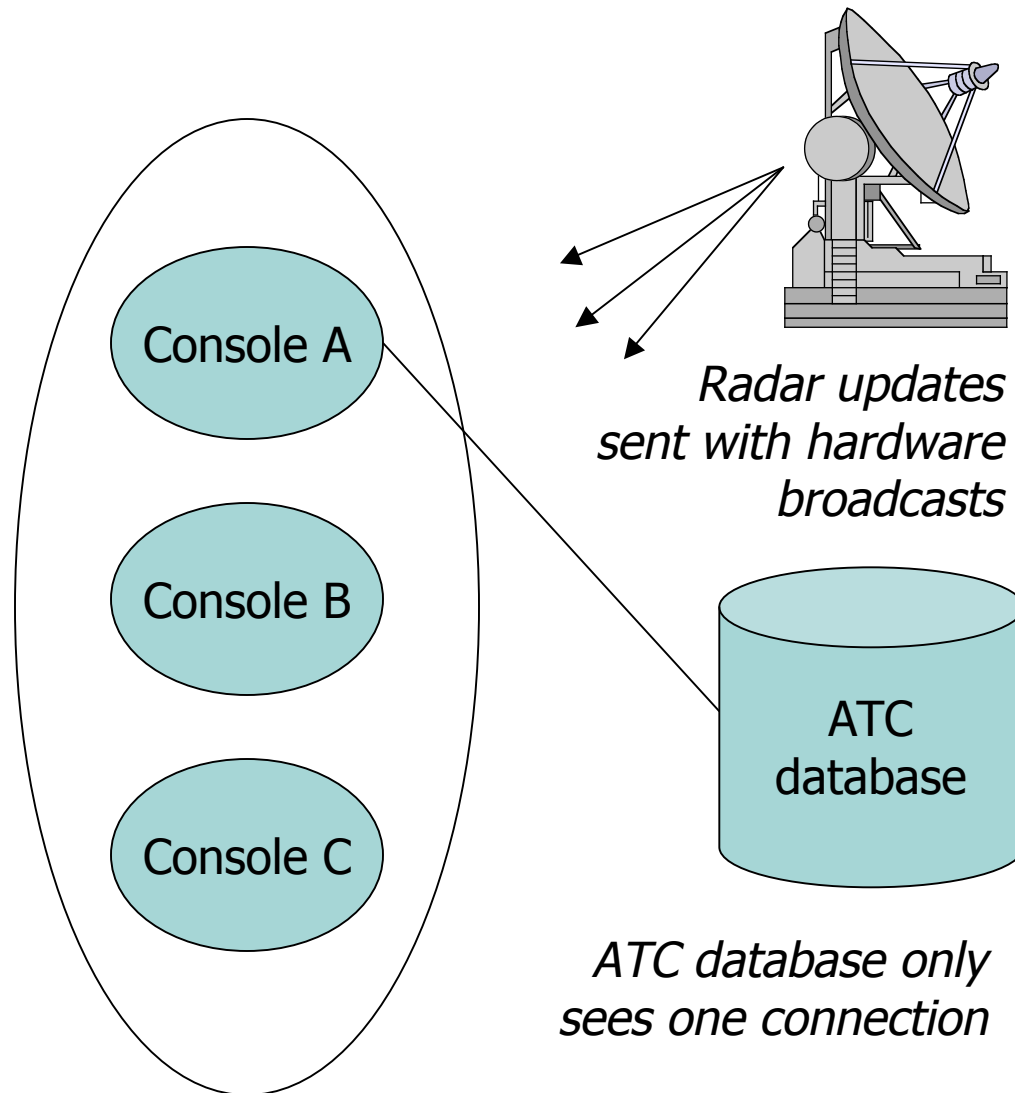 Console A
Console B
Console C
Radar updates
sent with hardware
broadcasts
ATC
database
ATC database only
sees one connection